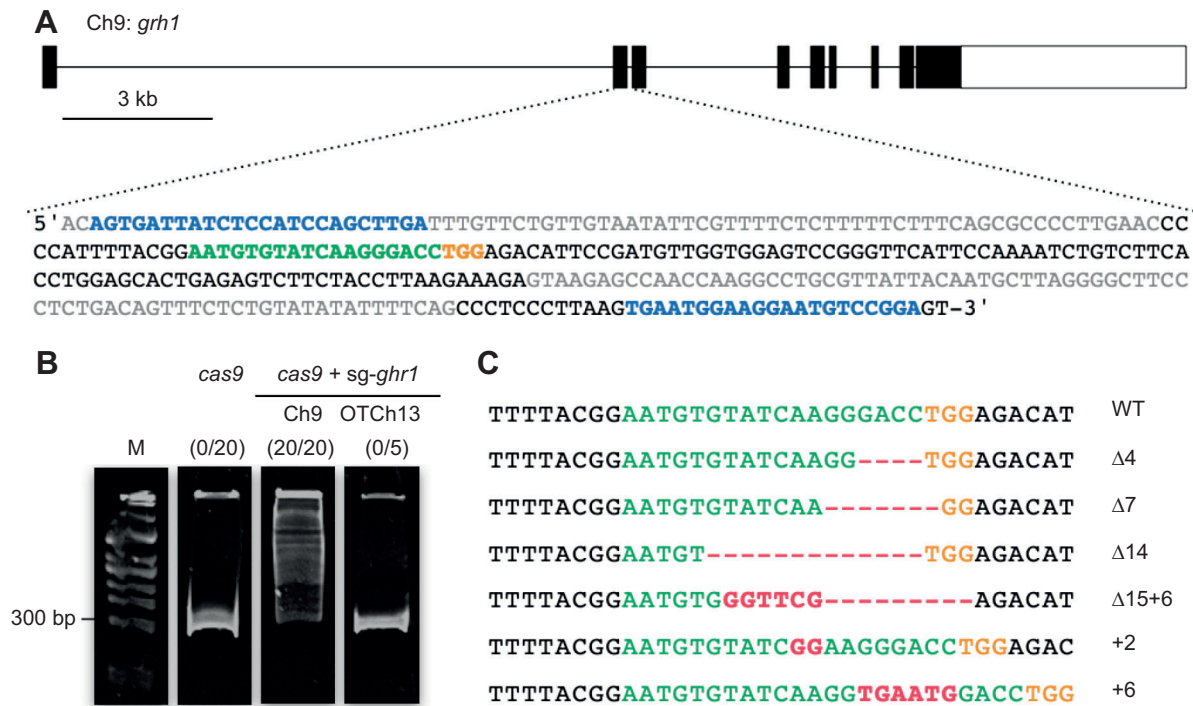 A
Ch9: grh1
3 kb
5'ACAGTGATTATCTCCATCCAGCTTGATTTGTTCTGTTGTAATATTCGTTTTCTCTTTTTCTTTCAGCGCCCCTTGAACCC
CCATTTTACGGAATGTGTATCAAGGGACCTGGAGACATTCCGATGTTGGTGGAGTCCGGGTTCATTCCAAAATCTGTCTTCA
CCTGGAGCACTGAGAGTCTTCTACCTTAAGAAAGAGTAAGAGCCAACCAAGGCCTGCGTTATTACAATGCTTAGGGGCTTCC
CTCTGACAGTTTCTCTGTATATATTTTCAGCCCTCCCTTAAGTGAATGGAAGGAATGTCCGGAGT-3'
B
cas9
cas9 + sg-ghr1
Ch9
OTCh13
M
(0/20)
(20/20)
(0/5)
300 bp
C
TTTTACGGAATGTGTATCAAGGGACCTGGAGACAT WT
TTTTACGGAATGTGTATCAAGG----TGGAGACAT Δ4
TTTTACGGAATGTGTATCAA-------GGAGACAT Δ7
TTTTACGGAATGT-------------TGGAGACAT Δ14
TTTTACGGAATGTGGGTTCG---------AGACAT Δ15+6
TTTTACGGAATGTGTATCGGAAGGGACCTGGAGAC +2
TTTTACGGAATGTGTATCAAGGTGAATGGACCTGG +6